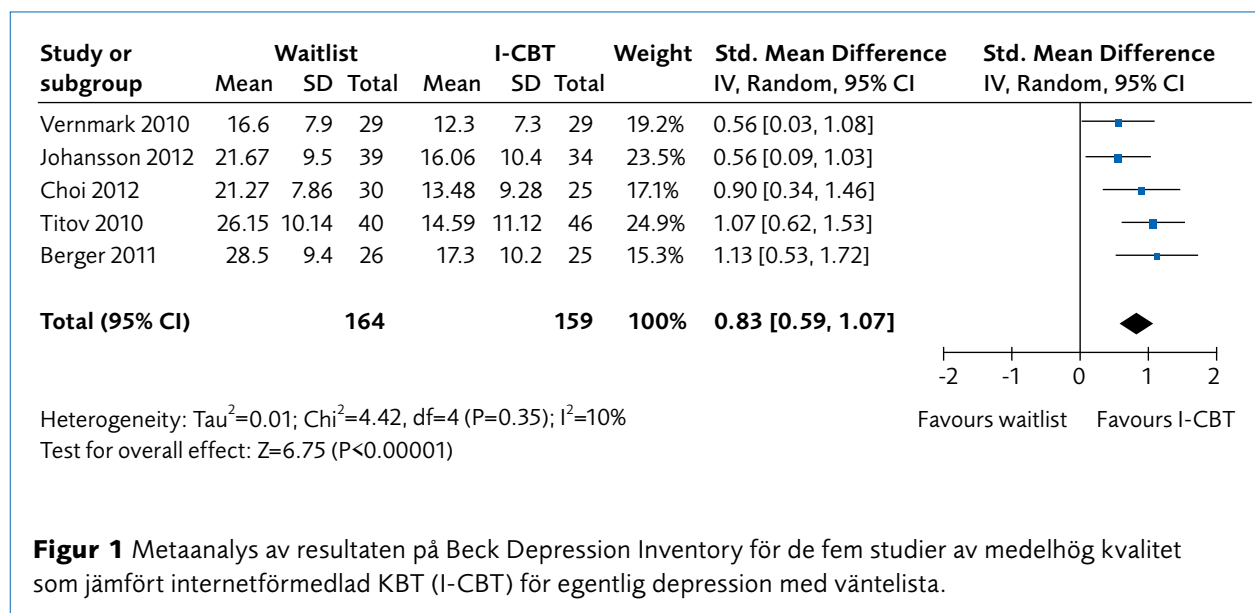 Study or Waitlist I-CBT Weight Std. Mean Difference Std. Mean Difference
subgroup Mean SD Total Mean SD Total IV, Random, 95% CI IV, Random, 95% CI
Vernmark 2010 16.6 7.9 29 12.3 7.3 29 19.2% 0.56 [0.03, 1.08]
Johansson 2012 21.67 9.5 39 16.06 10.4 34 23.5% 0.56 [0.09, 1.03]
Choi 2012 21.27 7.86 30 13.48 9.28 25 17.1% 0.90 [0.34, 1.46]
Titov 2010 26.15 10.14 40 14.59 11.12 46 24.9% 1.07 [0.62, 1.53]
Berger 2011 28.5 9.4 26 17.3 10.2 25 15.3% 1.13 [0.53, 1.72]
Total (95% CI) 164 159 100% 0.83 [0.59, 1.07]
-2 -1 0 1 2
Heterogeneity: Tau²=0.01; Chi²=4.42, df=4 (P=0.35); I²=10% Favours waitlist Favours I-CBT
Test for overall effect: Z=6.75 (P<0.00001)
Figur 1 Metaanalys av resultaten på Beck Depression Inventory för de fem studier av medelhög kvalitet
som jämfört internetförmedlad KBT (I-CBT) för egentlig depression med väntelista.